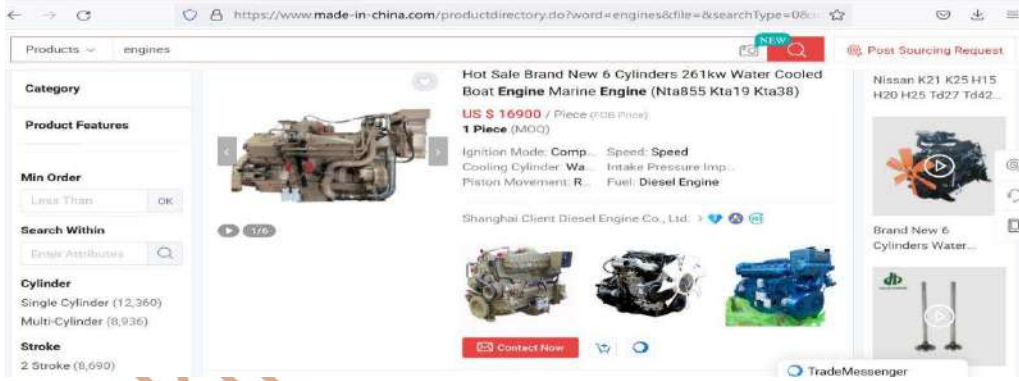 https://www.made-in-china.com/productdirectory.do?word=engines&file=&searchType=0&
Products
engines
NEW
Post Sourcing Request
Category
Product Features
Min Order
Less Than
OK
Search Within
Enter Attributes
Cylinder
Single Cylinder (12,360)
Multi-Cylinder (8,936)
Stroke
2 Stroke (8,690)
1/6
Hot Sale Brand New 6 Cylinders 261kw Water Cooled
Boat Engine Marine Engine (Nta855 Kta19 Kta38)
US $ 16900 / Piece (FOB Price)
1 Piece (MOQ)
Ignition Mode: Comp... Speed: Speed
Cooling Cylinder: Wa... Intake Pressure: Imp...
Piston Movement: R... Fuel: Diesel Engine
Shanghai Client Diesel Engine Co., Ltd.
Contact Now
Nissan K21 K25 H15
H20 H25 Td27 Td42...
Brand New 6
Cylinders Water...
TradeMessenger